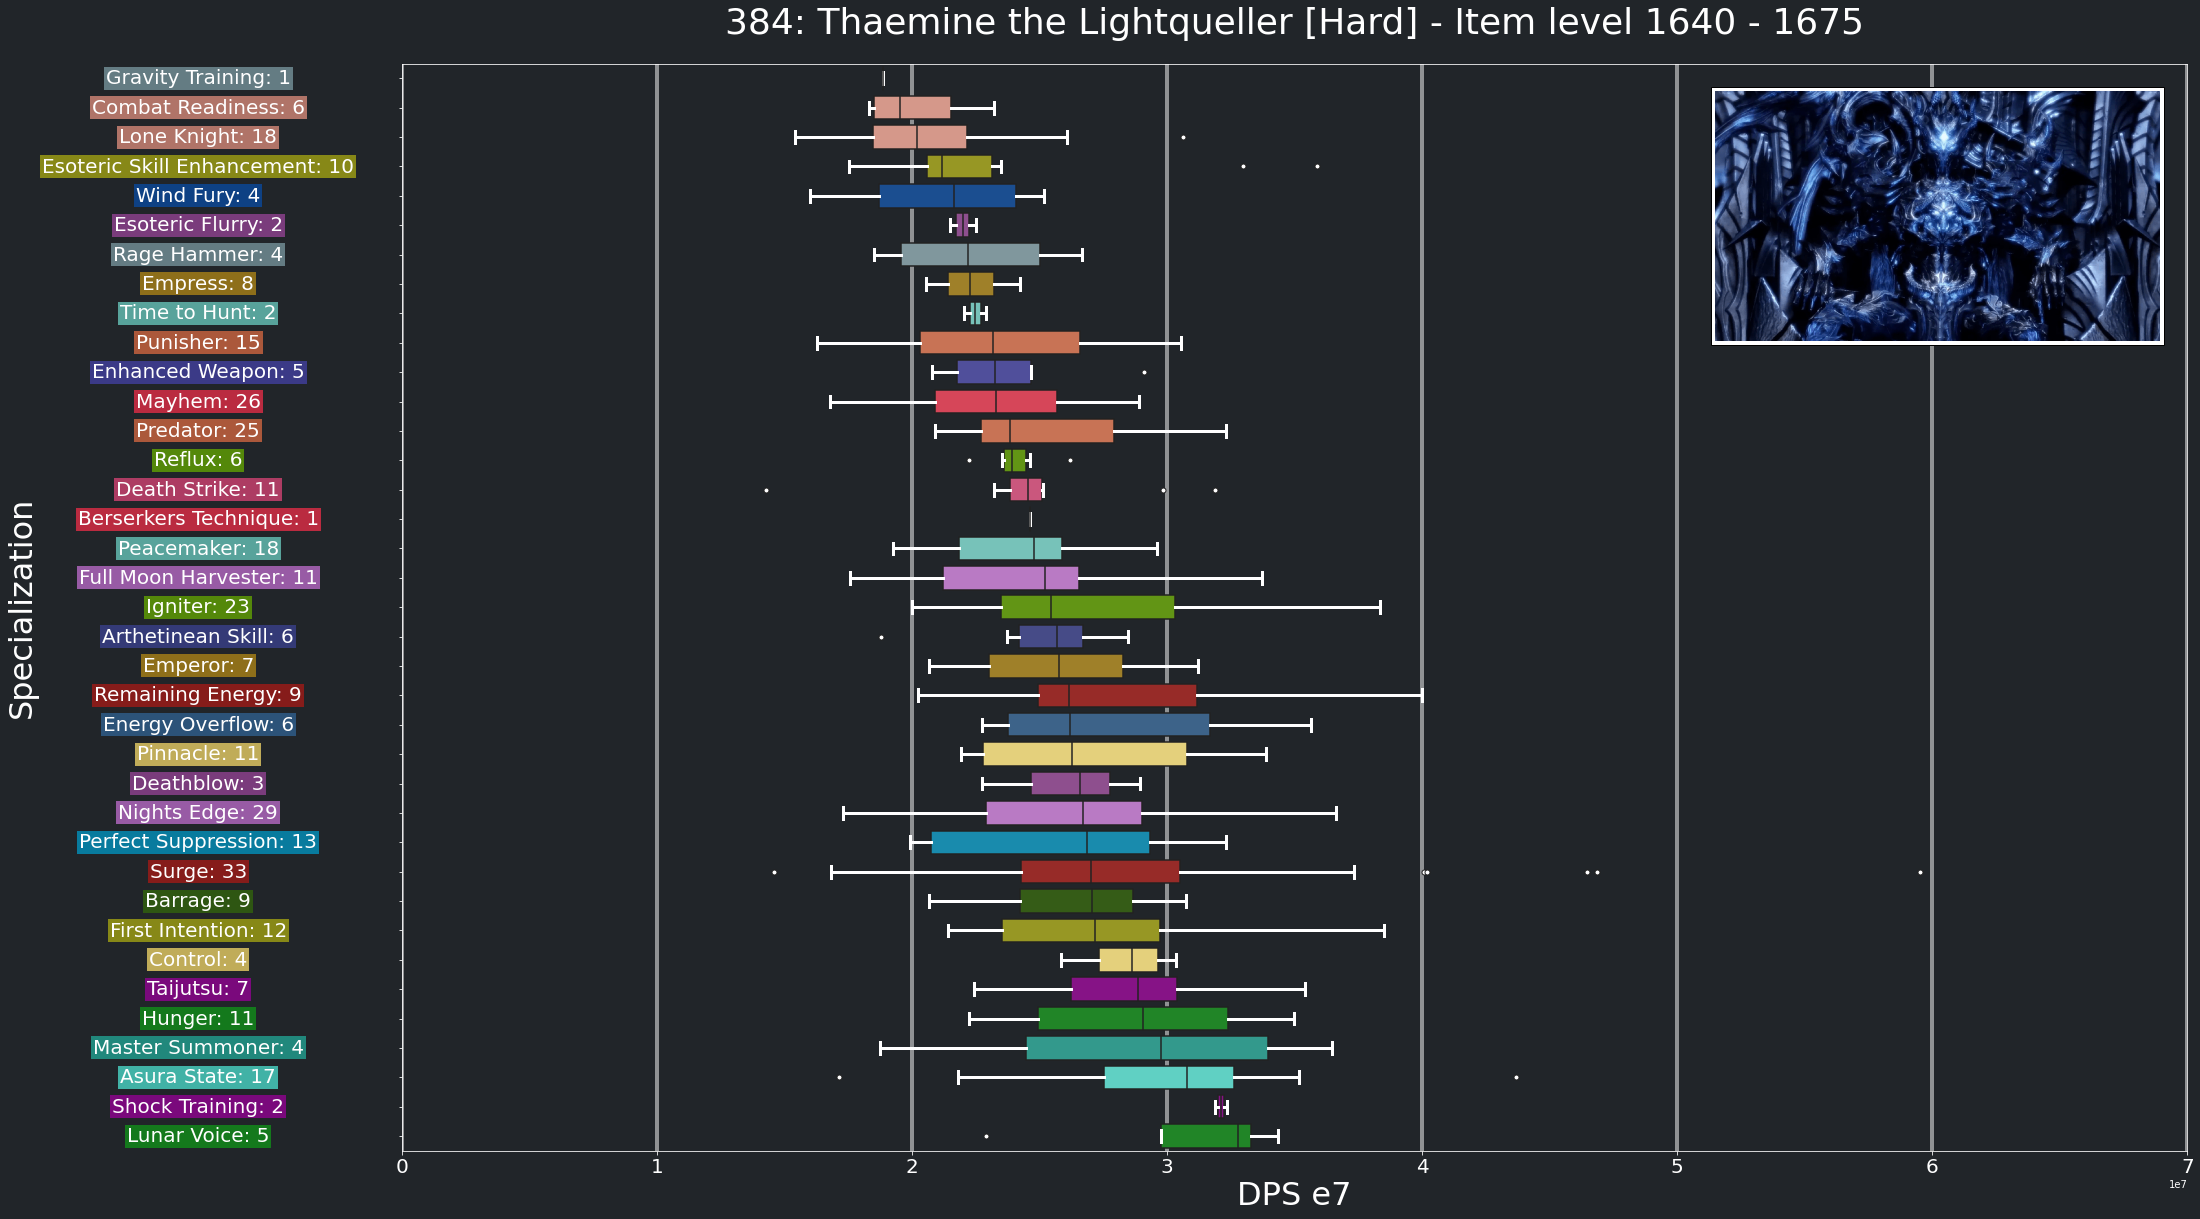 384: Thaemine the Lightqueller [Hard] - Item level 1640 - 1675
Specialization
Gravity Training: 1
Combat Readiness: 6
Lone Knight: 18
Esoteric Skill Enhancement: 10
Wind Fury: 4
Esoteric Flurry: 2
Rage Hammer: 4
Empress: 8
Time to Hunt: 2
Punisher: 15
Enhanced Weapon: 5
Mayhem: 26
Predator: 25
Reflux: 6
Death Strike: 11
Berserkers Technique: 1
Peacemaker: 18
Full Moon Harvester: 11
Igniter: 23
Arthetinean Skill: 6
Emperor: 7
Remaining Energy: 9
Energy Overflow: 6
Pinnacle: 11
Deathblow: 3
Nights Edge: 29
Perfect Suppression: 13
Surge: 33
Barrage: 9
First Intention: 12
Control: 4
Taijutsu: 7
Hunger: 11
Master Summoner: 4
Asura State: 17
Shock Training: 2
Lunar Voice: 5
0 1 2 3 4 5 6 7
1e7
DPS e7